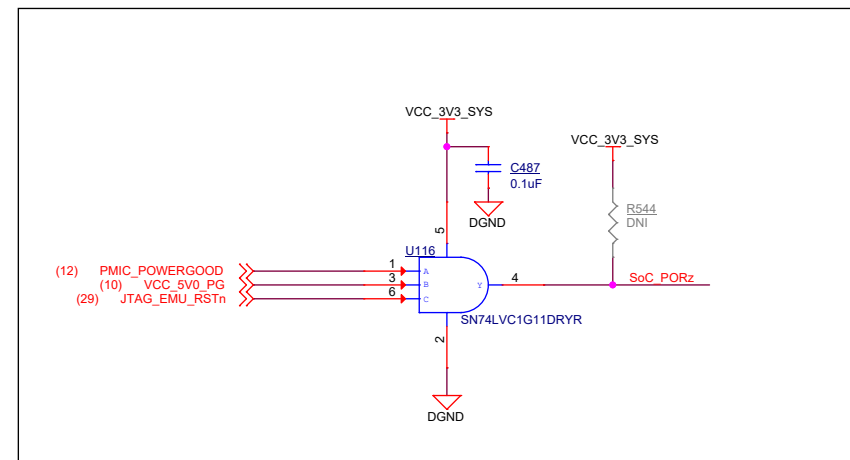 VCC_3V3_SYS
VCC_3V3_SYS
C487
0.1uF
R544
DNI
DGND
5
U116
(12) PMIC_POWERGOOD 1 A
(10) VCC_5V0_PG 3 B Y 4 SoC_PORz
(29) JTAG_EMU_RSTn 6 C
SN74LVC1G11DRYR
2
DGND